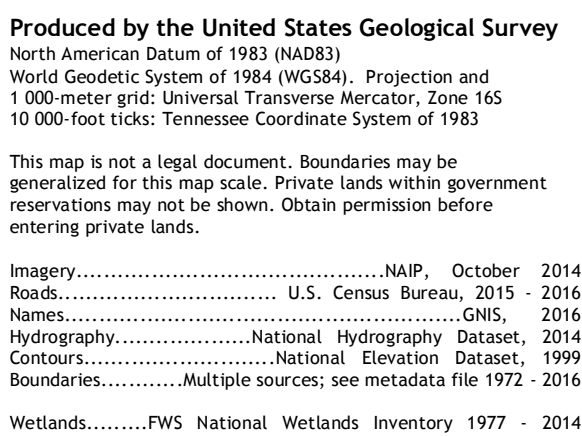 Produced by the United States Geological Survey
North American Datum of 1983 (NAD83)
World Geodetic System of 1984 (WGS84). Projection and
1 000-meter grid: Universal Transverse Mercator, Zone 16S
10 000-foot ticks: Tennessee Coordinate System of 1983
This map is not a legal document. Boundaries may be
generalized for this map scale. Private lands within government
reservations may not be shown. Obtain permission before
entering private lands.
Imagery............................................NAIP, October 2014
Roads............................... U.S. Census Bureau, 2015 - 2016
Names........................................................GNIS, 2016
Hydrography...................National Hydrography Dataset, 2014
Contours...........................National Elevation Dataset, 1999
Boundaries............Multiple sources; see metadata file 1972 - 2016
Wetlands.........FWS National Wetlands Inventory 1977 - 2014